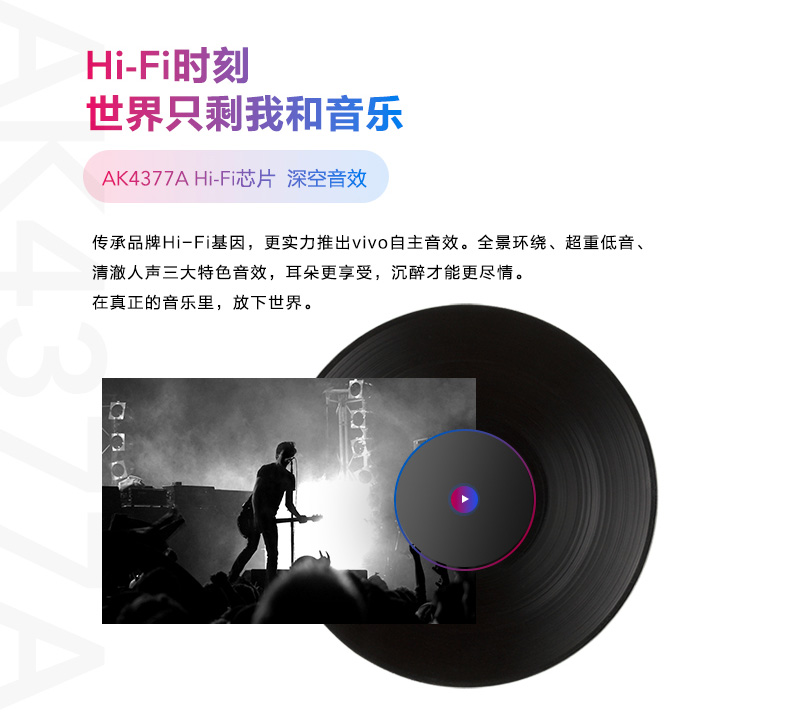 Hi-Fi时刻
世界只剩我和音乐
AK4377A Hi-Fi芯片 深空音效
传承品牌Hi-Fi基因，更实力推出vivo自主音效。全景环绕、超重低音、
清澈人声三大特色音效，耳朵更享受，沉醉才能更尽情。
在真正的音乐里，放下世界。
AK4377A